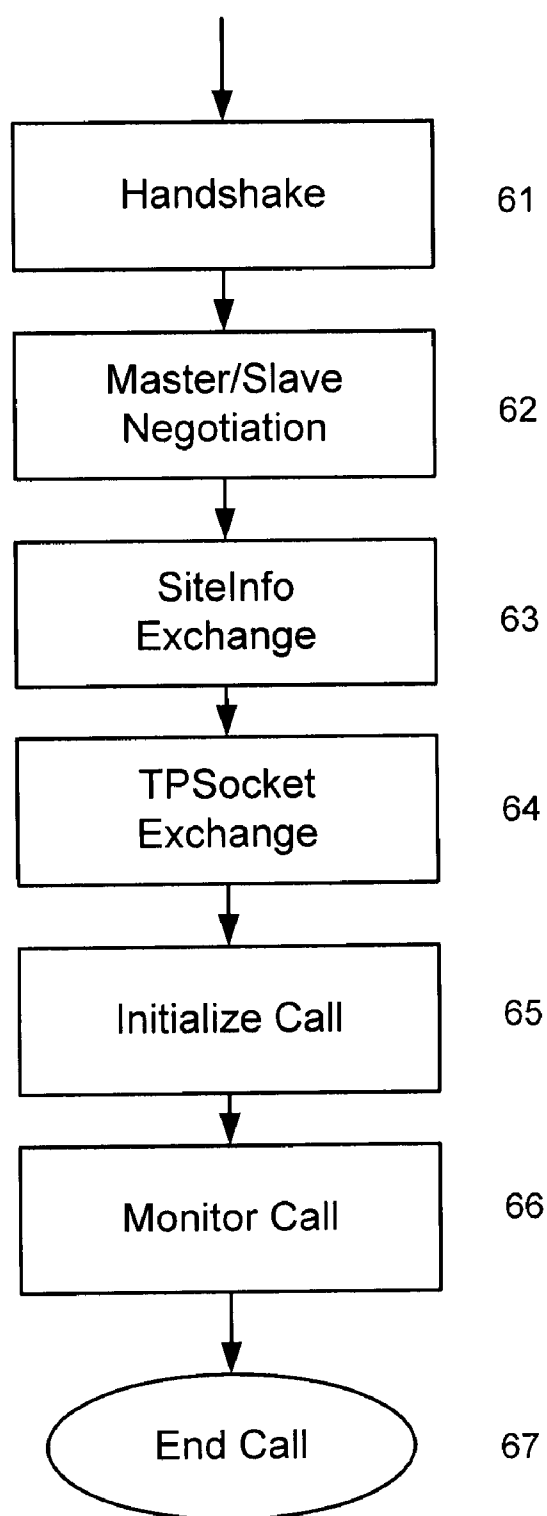 Handshake
61
Master/Slave
Negotiation
62
SiteInfo
Exchange
63
TPSocket
Exchange
64
Initialize Call
65
Monitor Call
66
End Call
67